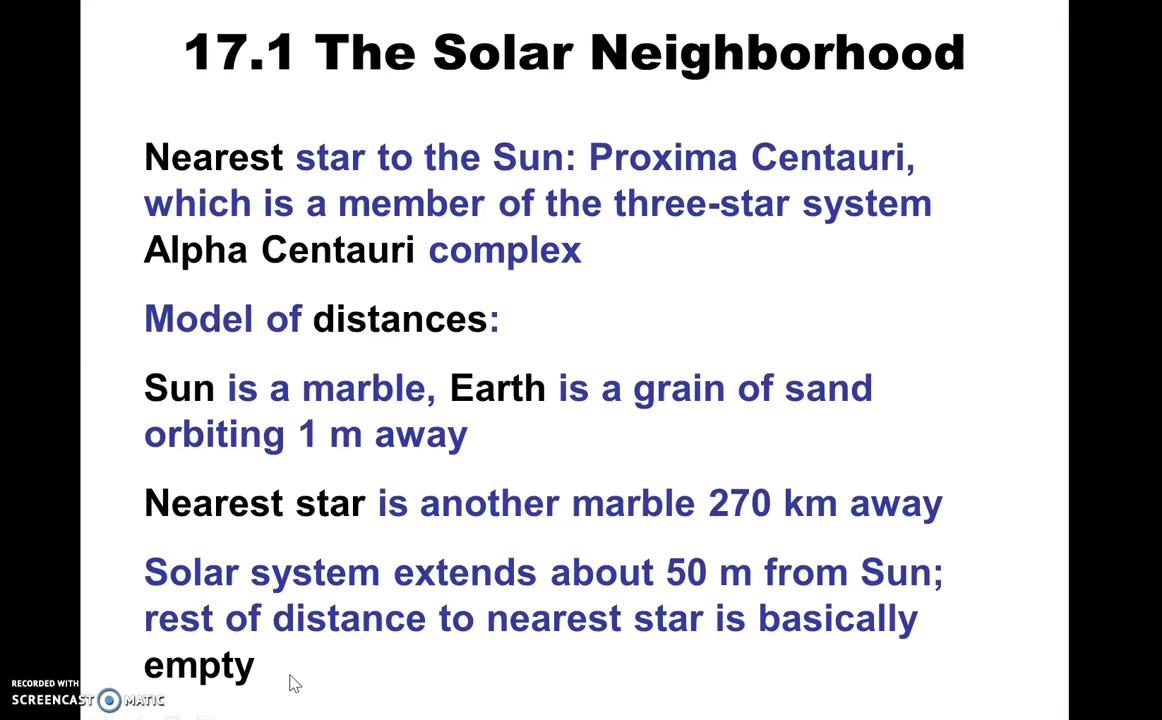 17.1 The Solar Neighborhood
Nearest star to the Sun: Proxima Centauri,
which is a member of the three-star system
Alpha Centauri complex
Model of distances:
Sun is a marble, Earth is a grain of sand
orbiting 1 m away
Nearest star is another marble 270 km away
Solar system extends about 50 m from Sun;
rest of distance to nearest star is basically
empty
RECORDED WITH
SCREENCAST MATIC